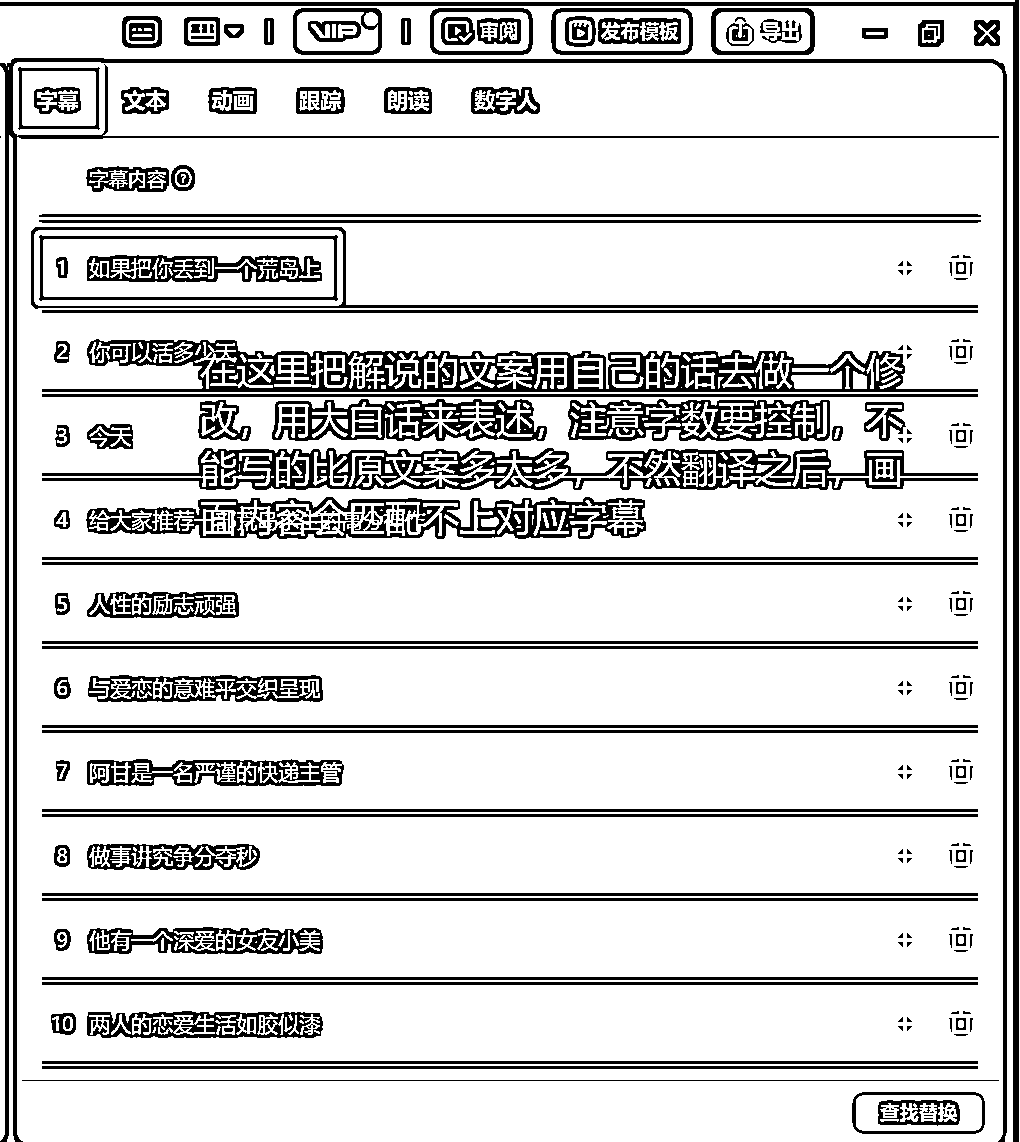 VIP 审阅 发布模板 导出
字幕 文本 动画 跟踪 朗读 数字人
字幕内容
1 如果把你丢到一个荒岛上
2 你可以活多少天
在这里把解说的文案用自己的话去做一个修
改，用大白话来表述，注意字数要控制，不
能写的比原文案多太多，不然翻译之后，画
面内容会匹配不上对应字幕
3 今天
4 给大家推荐一部
5 人性的励志顽强
6 与爱恋的意难平交织呈现
7 阿甘是一名严谨的快递主管
8 做事讲究争分夺秒
9 他有一个深爱的女友小美
10 两人的恋爱生活如胶似漆
查找替换